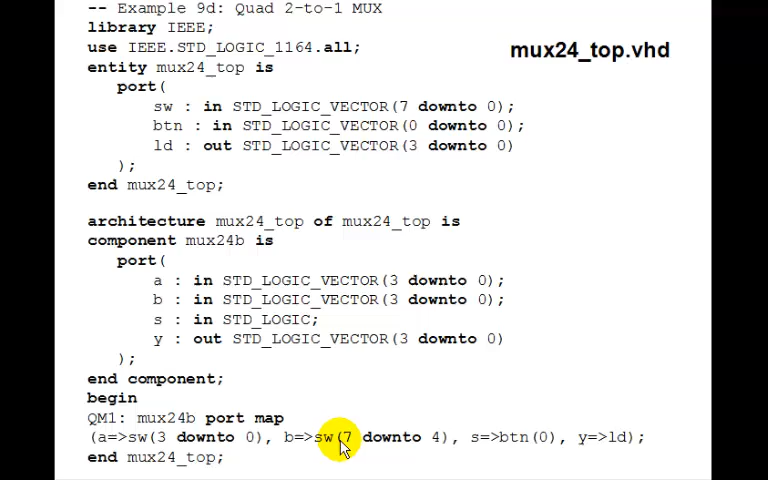 -- Example 9d: Quad 2-to-1 MUX
library IEEE;
use IEEE.STD_LOGIC_1164.all;
mux24_top.vhd
entity mux24_top is
port(
sw : in STD_LOGIC_VECTOR(7 downto 0);
btn : in STD_LOGIC_VECTOR(0 downto 0);
ld : out STD_LOGIC_VECTOR(3 downto 0)
);
end mux24_top;
architecture mux24_top of mux24_top is
component mux24b is
port(
a : in STD_LOGIC_VECTOR(3 downto 0);
b : in STD_LOGIC_VECTOR(3 downto 0);
s : in STD_LOGIC;
y : out STD_LOGIC_VECTOR(3 downto 0)
);
end component;
begin
QM1: mux24b port map
(a=>sw(3 downto 0), b=>sw(7 downto 4), s=>btn(0), y=>ld);
end mux24_top;